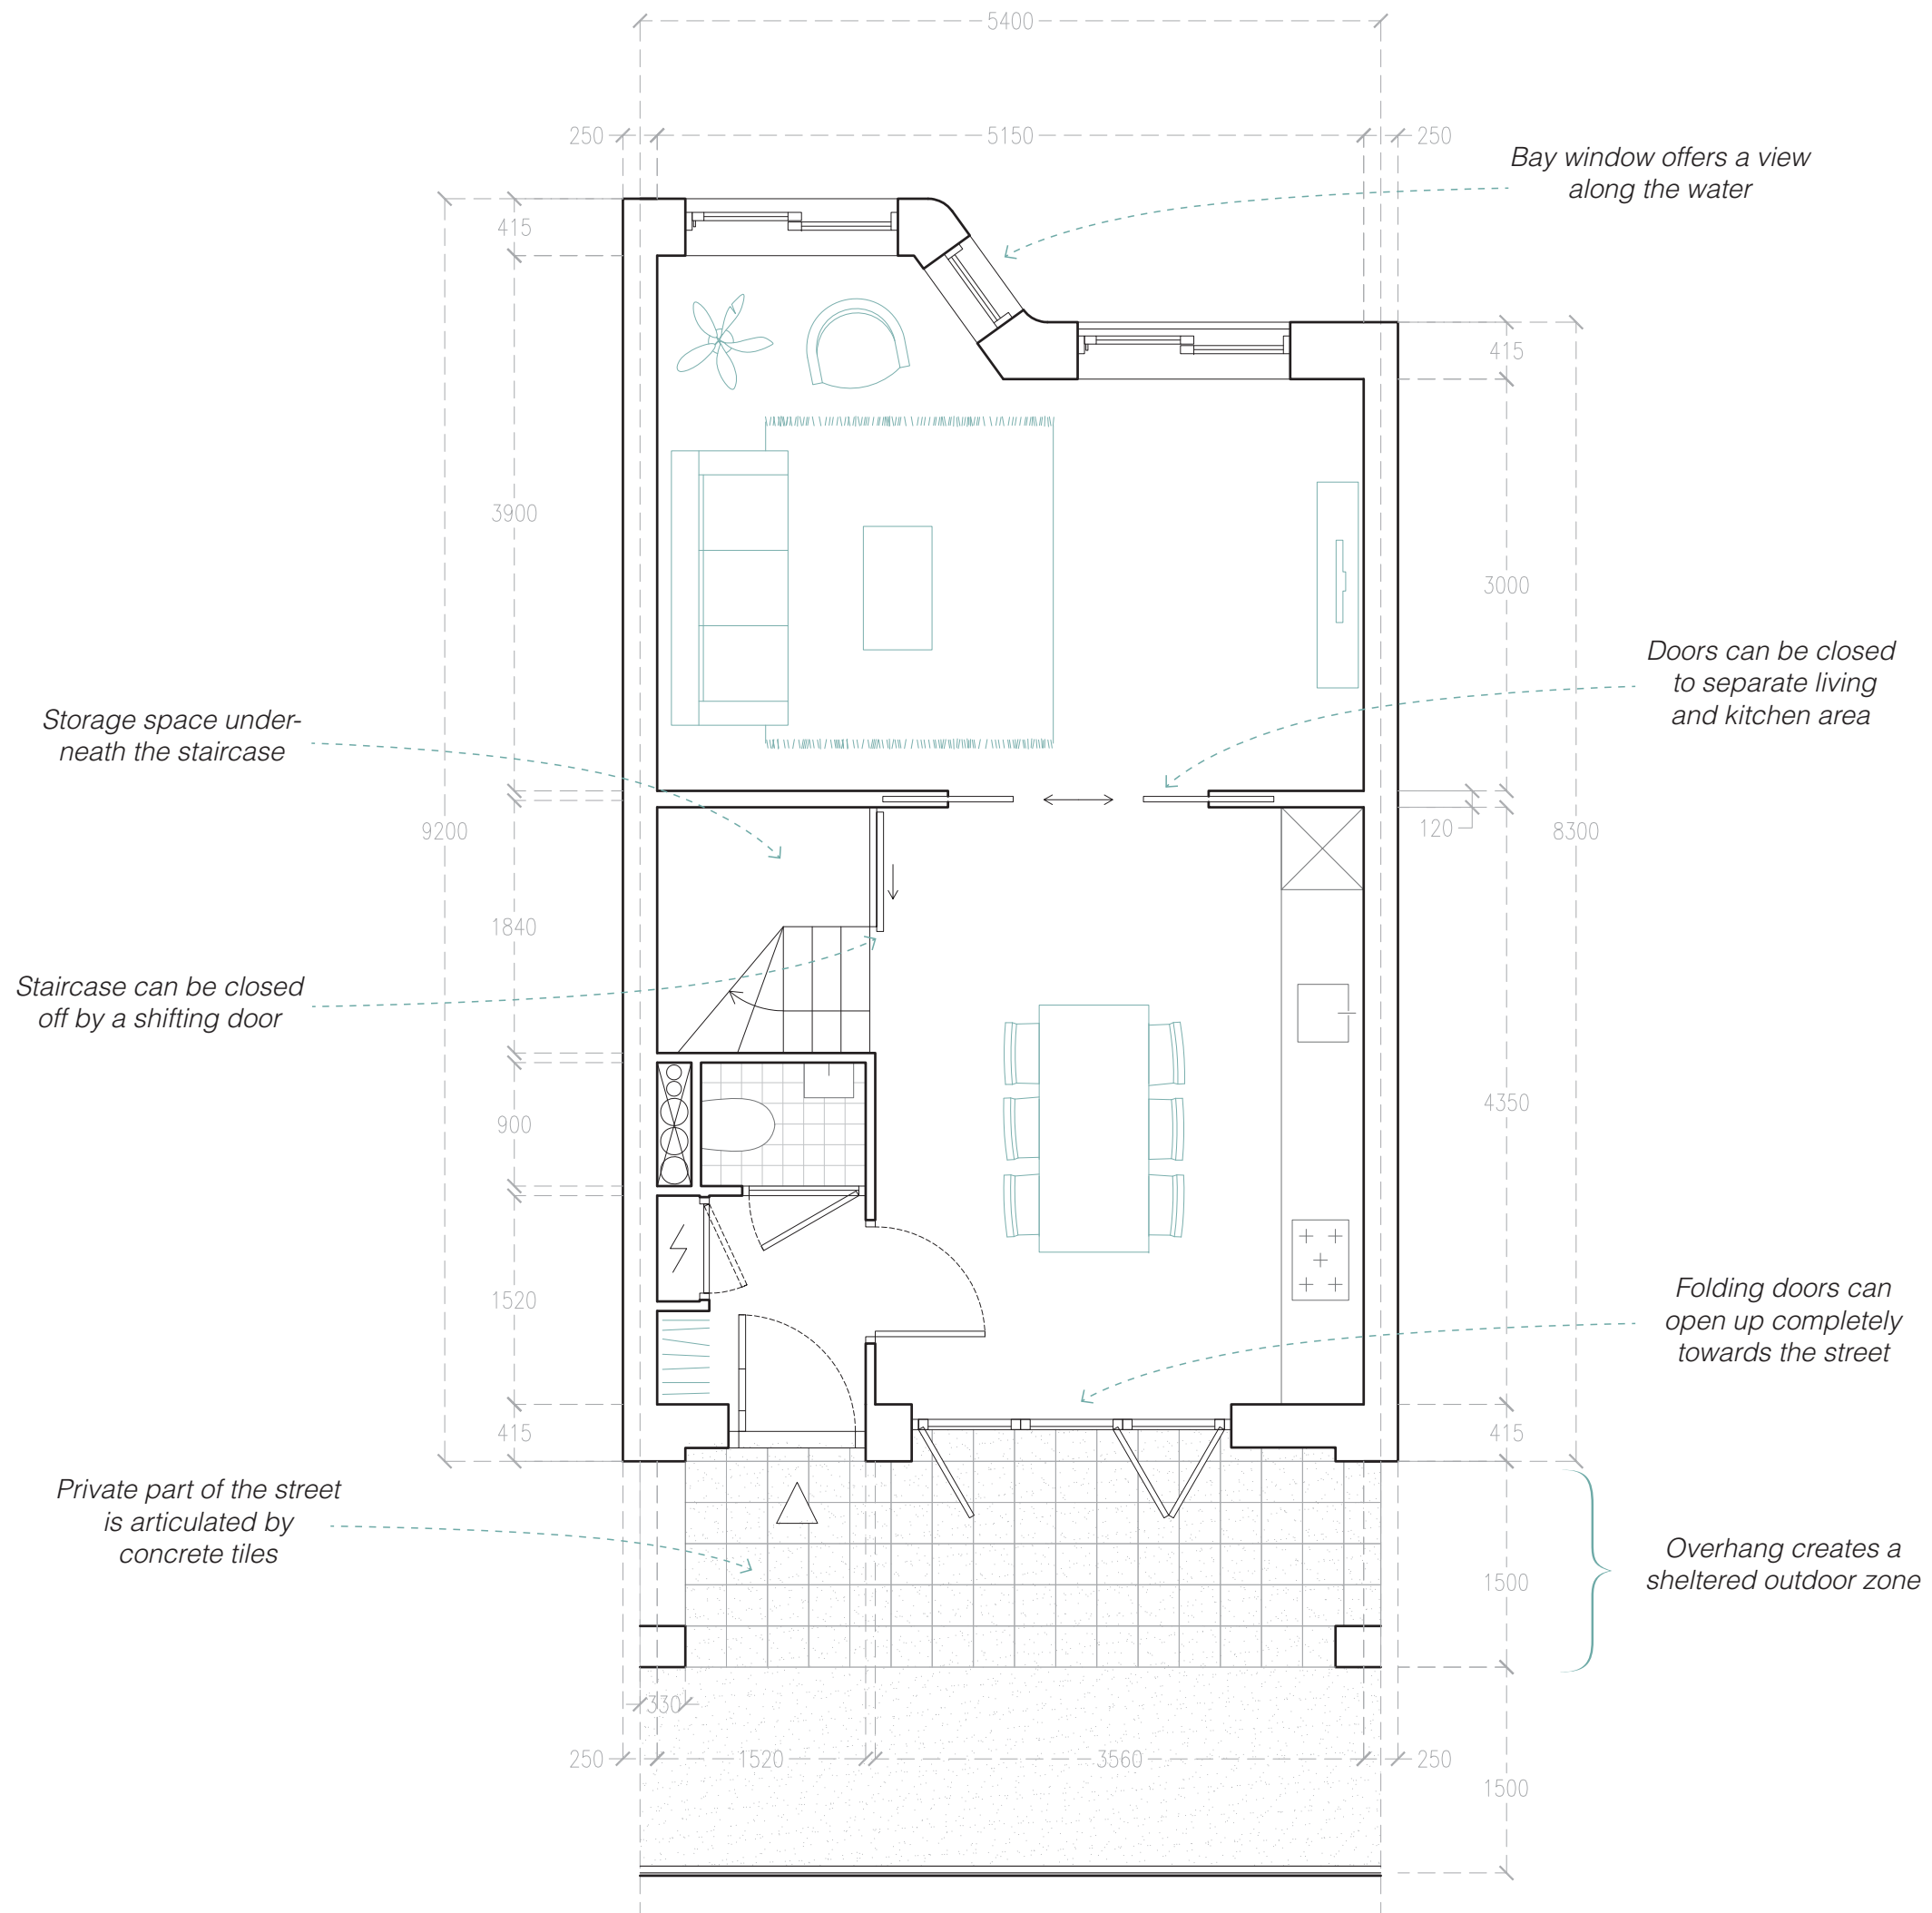 5400
250
5150
250
Bay window offers a view
along the water
415
415
3900
3000
Doors can be closed
to separate living
and kitchen area
Storage space under-
neath the staircase
9200
120
8300
1840
Staircase can be closed
off by a shifting door
900
4350
1520
Folding doors can
open up completely
towards the street
415
415
Private part of the street
is articulated by
concrete tiles
Overhang creates a
sheltered outdoor zone
1500
330
250
1520
3560
250
1500